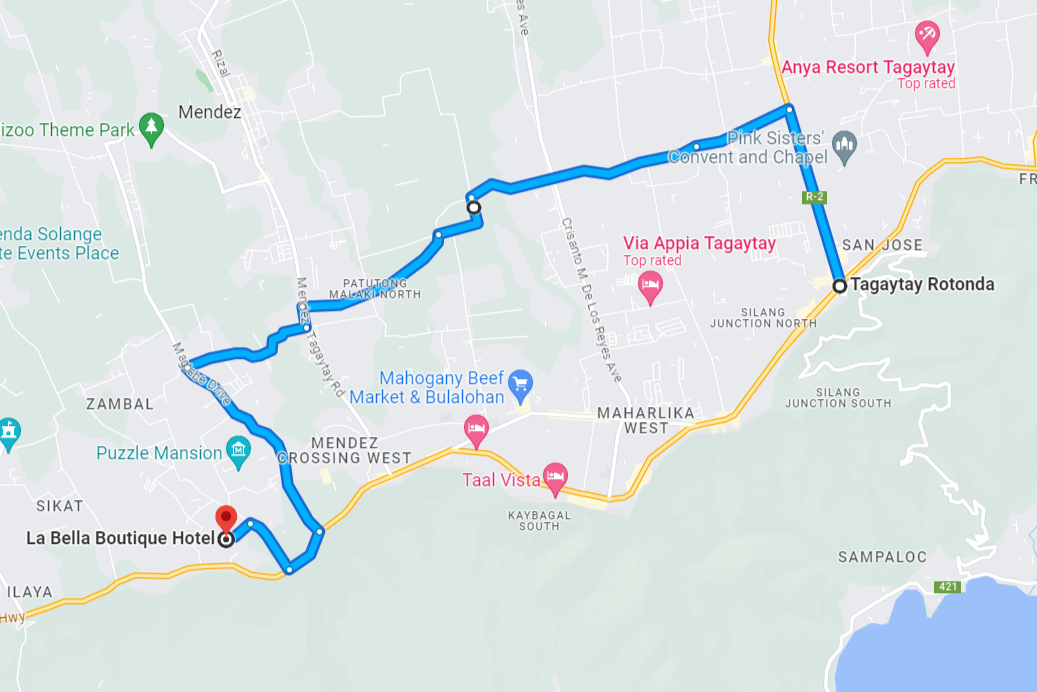 es Ave
Rizal
Anya Resort Tagaytay
Top rated
Mendez
izoo Theme Park
Pink Sisters'
Convent and Chapel
FR
R-2
enda Solange
te Events Place
Crisanto M. De Los Reyes Ave
Via Appia Tagaytay
Top rated
SAN JOSE
Tagaytay Rotonda
PATUTONG
MALAKI NORTH
Mendez - Tagaytay Rd
SILANG
JUNCTION NORTH
Mahogany Beef
Market & Bulalohan
SILANG
JUNCTION SOUTH
ZAMBAL
MAHARLIKA
WEST
Puzzle Mansion
MENDEZ
CROSSING WEST
Taal Vista
SIKAT
KAYBAGAL
SOUTH
La Bella Boutique Hotel
SAMPALOC
421
ILAYA
Hwy